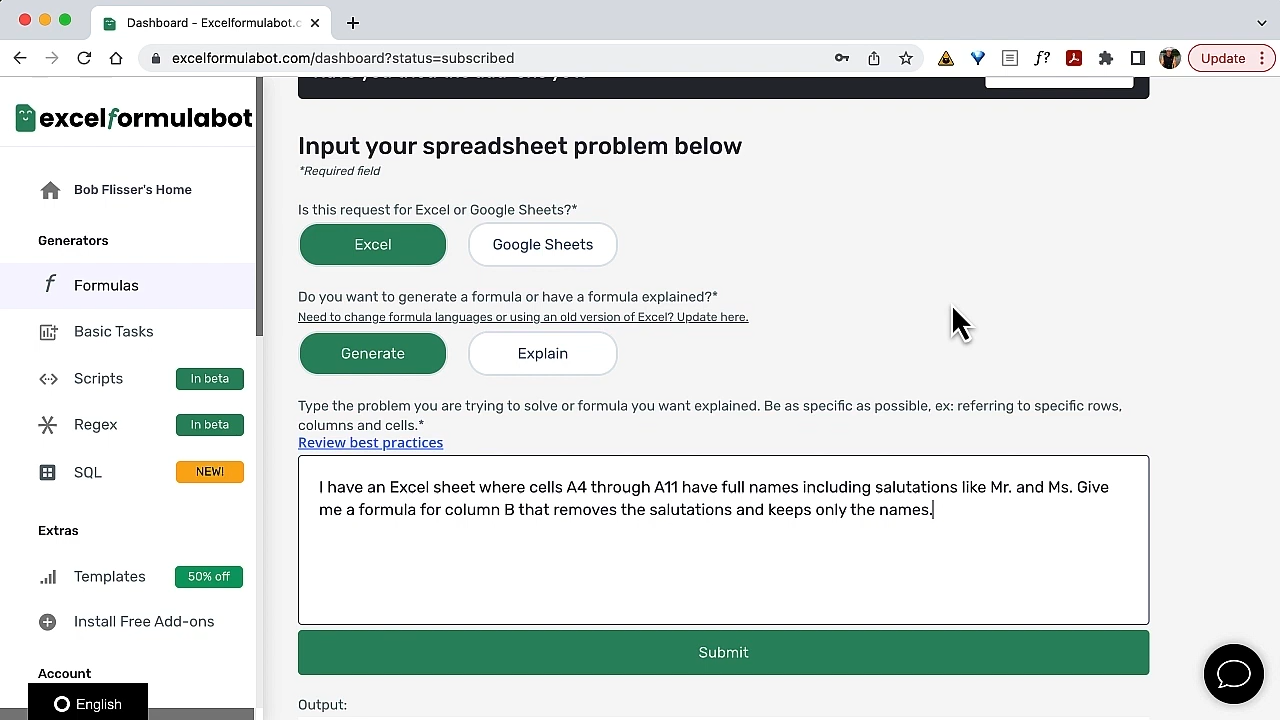 Dashboard - Excelformulabot.c
excelformulabot.com/dashboard?status=subscribed
f?
Update
excelformulabot
Bob Flisser's Home
Generators
Formulas
Basic Tasks
Scripts
In beta
Regex
In beta
SQL
NEW!
Extras
Templates
50% off
Install Free Add-ons
Account
English
Input your spreadsheet problem below
*Required field
Is this request for Excel or Google Sheets?*
Excel
Google Sheets
Do you want to generate a formula or have a formula explained?*
Need to change formula languages or using an old version of Excel? Update here.
Generate
Explain
Type the problem you are trying to solve or formula you want explained. Be as specific as possible, ex: referring to specific rows,
columns and cells.*
Review best practices
I have an Excel sheet where cells A4 through A11 have full names including salutations like Mr. and Ms. Give
me a formula for column B that removes the salutations and keeps only the names.
Submit
Output: